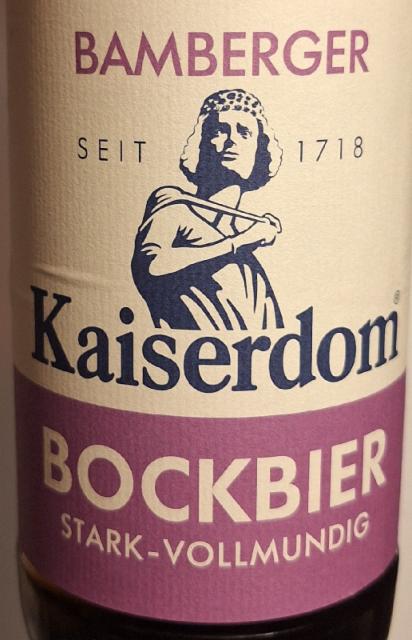 BAMBERGER
SEIT 1718
Kaiserdom®
BOCKBIER
STARK-VOLLMUNDIG